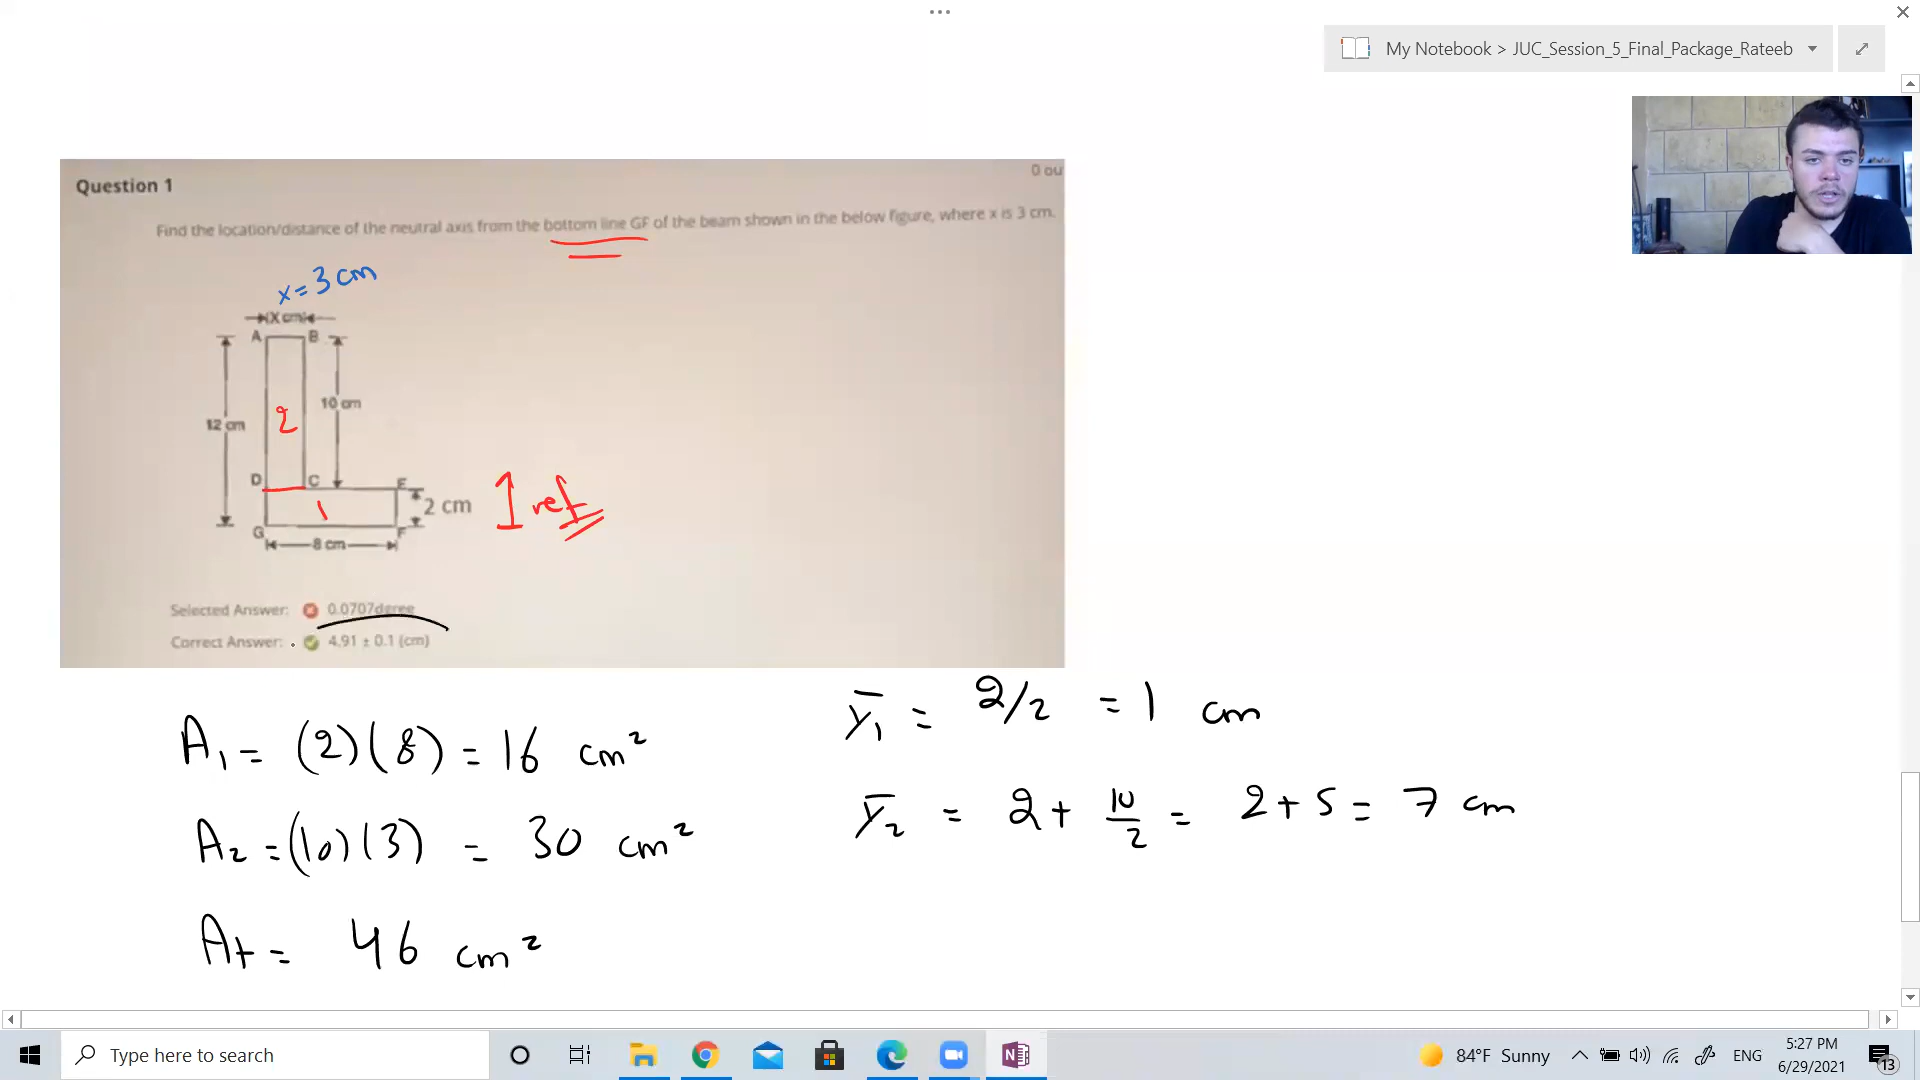 My Notebook > JUC_Session_5_Final_Package_Rateeb
Question 1
0 ou
Find the location/distance of the neutral axis from the bottom line GF of the beam shown in the below figure, where x is 3 cm.
x = 3 cm
X cm
A B
10 cm
2
12 cm
D C E
1
2 cm
ref
G F
8 cm
Selected Answer: 0.0707degree
Correct Answer: 4.91 ± 0.1 (cm)
A₁ = (2)(8) = 16 cm²
ȳ₁ = 2/2 = 1 cm
A₂ = (10)(3) = 30 cm²
ȳ₂ = 2 + 10/2 = 2 + 5 = 7 cm
At = 46 cm²
Type here to search
84°F Sunny
ENG
5:27 PM
6/29/2021
13